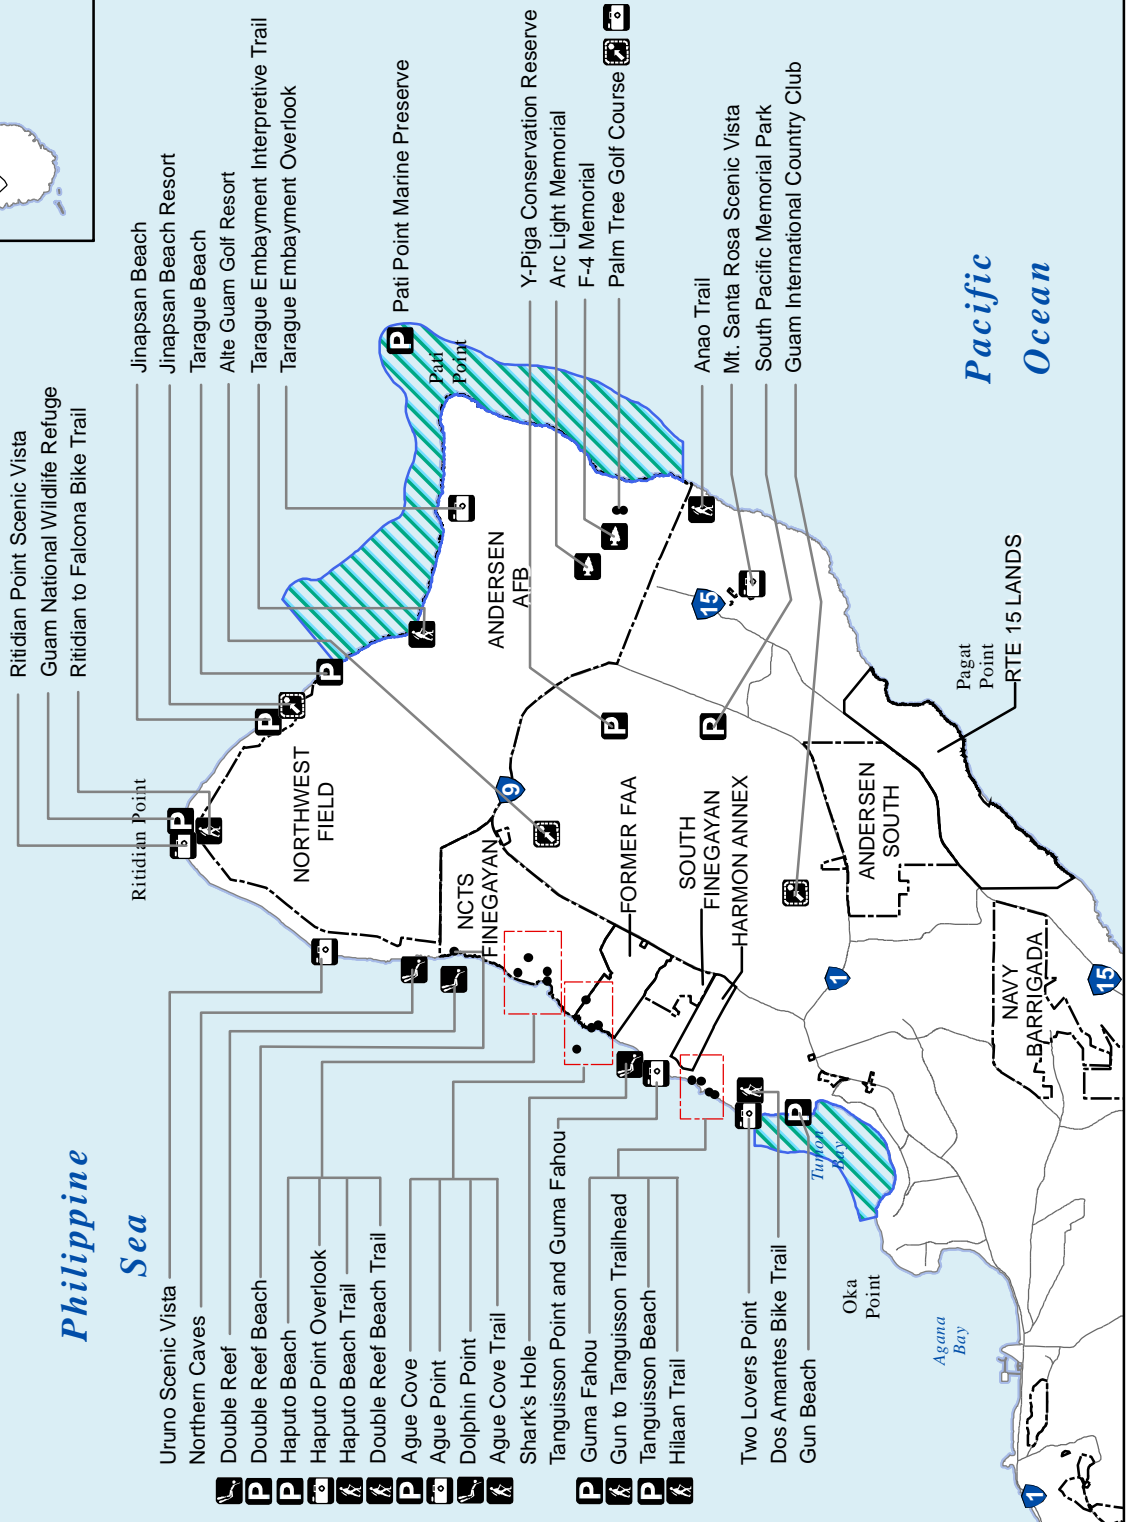 Ritidian Point Scenic Vista
Guam National Wildlife Refuge
Ritidian to Falcona Bike Trail
Jinapsan Beach
Jinapsan Beach Resort
Tarague Beach
Alte Guam Golf Resort
Tarague Embayment Interpretive Trail
Tarague Embayment Overlook
Pati Point Marine Preserve
Y-Piga Conservation Reserve
Arc Light Memorial
F-4 Memorial
Palm Tree Golf Course
Anao Trail
Mt. Santa Rosa Scenic Vista
South Pacific Memorial Park
Guam International Country Club
Pacific
Ocean
Philippine
Sea
Ritidian Point
Pati
Point
Pagat
Point
RTE 15 LANDS
NORTHWEST
FIELD
ANDERSEN
AFB
NCTS
FINEGAYAN
FORMER FAA
SOUTH
FINEGAYAN
HARMON ANNEX
ANDERSEN
SOUTH
NAVY
BARRIGADA
9
15
1
15
1
P
P
P
P
P
P
P
Tumon
Bay
Oka
Point
Agana
Bay
Uruno Scenic Vista
Northern Caves
Double Reef
P Double Reef Beach
P Haputo Beach
Haputo Point Overlook
Haputo Beach Trail
Double Reef Beach Trail
P Ague Cove
Ague Point
Dolphin Point
Ague Cove Trail
Shark's Hole
Tanguisson Point and Guma Fahou
P Guma Fahou
Gun to Tanguisson Trailhead
P Tanguisson Beach
Hilaan Trail
Two Lovers Point
Dos Amantes Bike Trail
Gun Beach